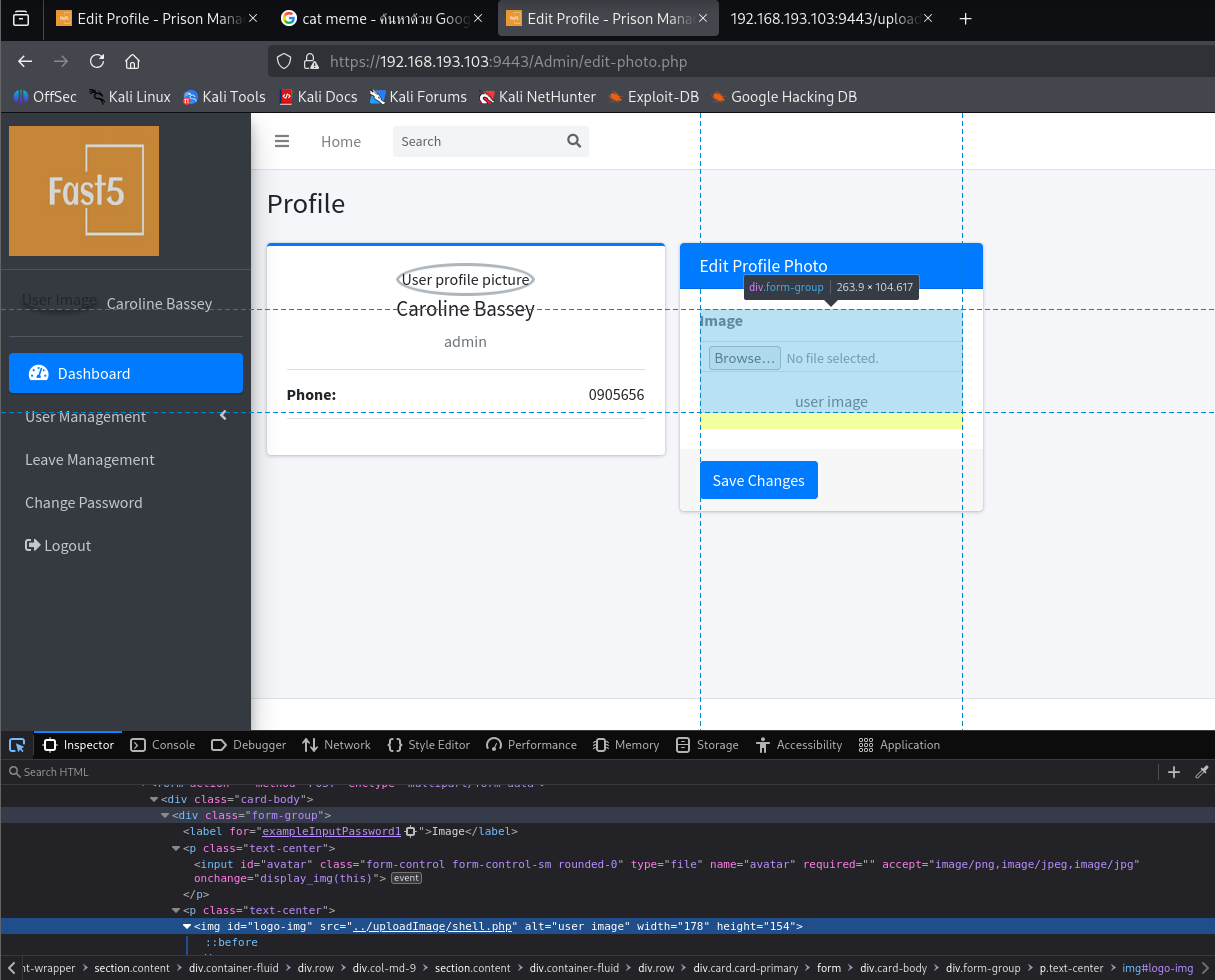 Edit Profile - Prison Mana
cat meme - ค้นหาด้วย Goog
Edit Profile - Prison Mana
192.168.193.103:9443/upload
https://192.168.193.103:9443/Admin/edit-photo.php
OffSec Kali Linux Kali Tools Kali Docs Kali Forums Kali NetHunter Exploit-DB Google Hacking DB
Fast5
Home
Search
User Image Caroline Bassey
Dashboard
User Management
Leave Management
Change Password
Logout
Profile
User profile picture
Caroline Bassey
admin
Phone: 0905656
Edit Profile Photo
div.form-group 263.9 × 104.617
Image
Browse... No file selected.
user image
Save Changes
Inspector Console Debugger Network Style Editor Performance Memory Storage Accessibility Application
Search HTML
<div class="card-body">
<div class="form-group">
<label for="exampleInputPassword1">Image</label>
<p class="text-center">
<input id="avatar" class="form-control form-control-sm rounded-0" type="file" name="avatar" required="" accept="image/png,image/jpeg,image/jpg"
onchange="display_img(this)"> event
</p>
<p class="text-center">
<img id="logo-img" src="../uploadImage/shell.php" alt="user image" width="178" height="154">
::before
nt-wrapper > section.content > div.container-fluid > div.row > div.col-md-9 > section.content > div.container-fluid > div.row > div.card.card-primary > form > div.card-body > div.form-group > p.text-center > img#logo-img